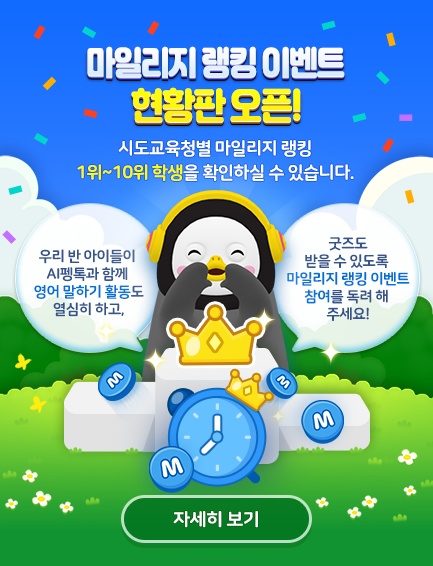 마일리지 랭킹 이벤트
현황판 오픈!
시도교육청별 마일리지 랭킹
1위~10위 학생을 확인하실 수 있습니다.
우리 반 아이들이
AI펭톡과 함께
영어 말하기 활동도
열심히 하고,
굿즈도
받을 수 있도록
마일리지 랭킹 이벤트
참여를 독려 해
주세요!
M
M
M
M
자세히 보기